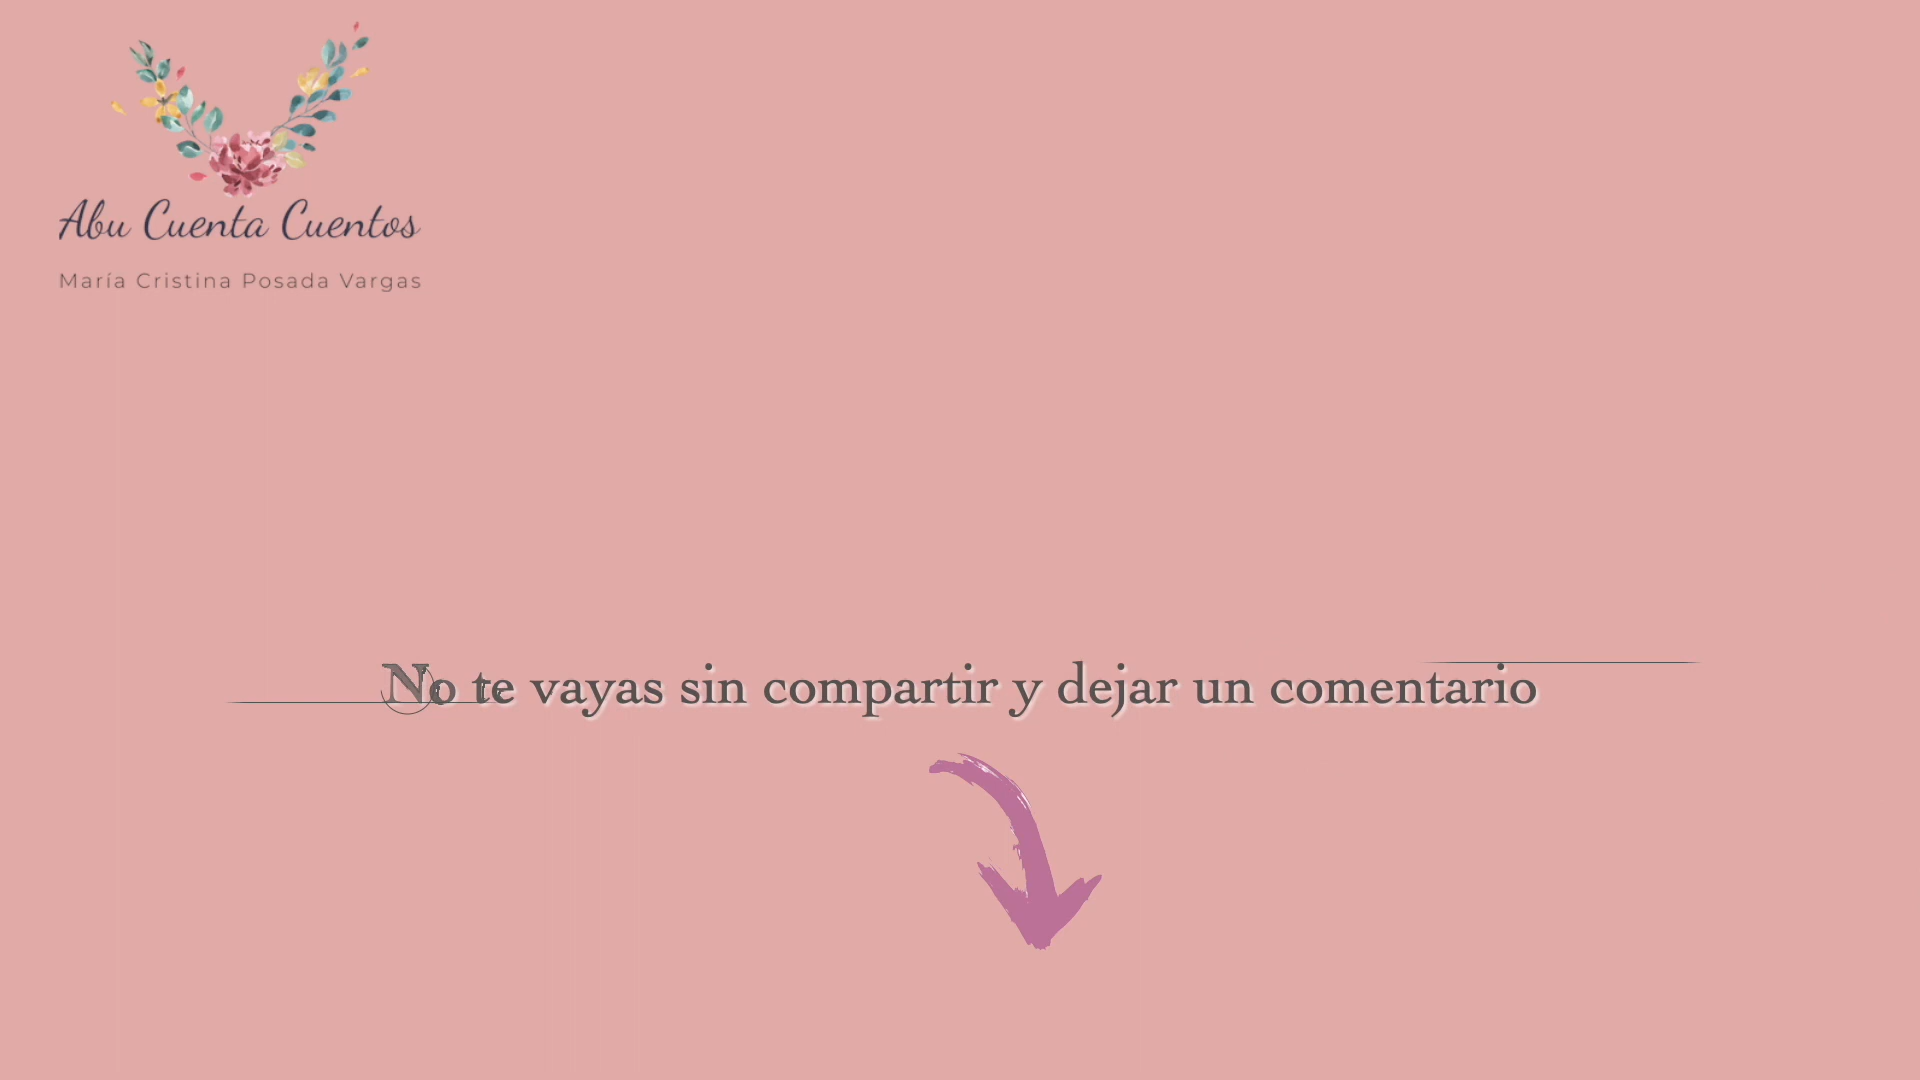 Abu Cuenta Cuentos
María Cristina Posada Vargas
No te vayas sin compartir y dejar un comentario